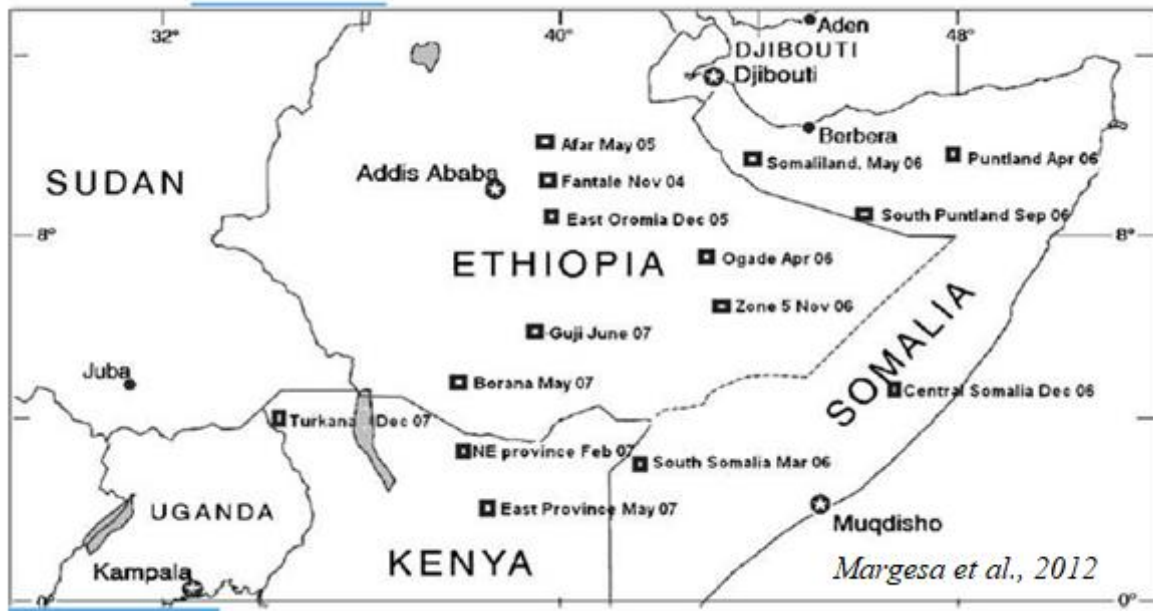 32° 40° 48°
Aden
DJIBOUTI
Djibouti
Berbera
Afar May 05
Somaliland. May 06
Puntland Apr 06
SUDAN
Addis Ababa
Fantale Nov 04
East Oromia Dec 05
South Puntland Sep 06
8° 8°
ETHIOPIA
Ogade Apr 06
Zone 5 Nov 06
SOMALIA
Guji June 07
Juba
Borana May 07
Central Somalia Dec 06
Turkana Dec 07
NE province Feb 07
South Somalia Mar 06
UGANDA
East Province May 07
Muqdisho
KENYA
Kampala
Margesa et al., 2012
0° 0°